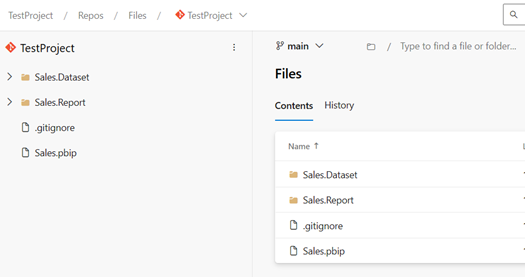 TestProject / Repos / Files / TestProject
TestProject
Sales.Dataset
Sales.Report
.gitignore
Sales.pbip
main / Type to find a file or folder...
Files
Contents History
Name ↑
Sales.Dataset
Sales.Report
.gitignore
Sales.pbip